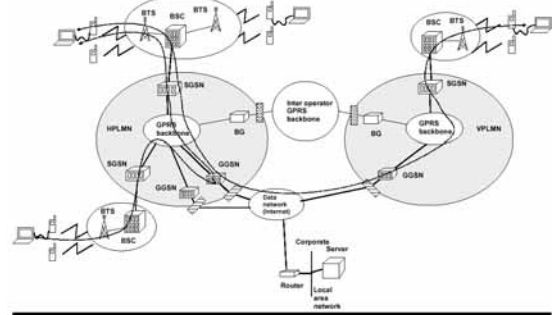 BTS
BSC
BTS
BSC
BTS
SGSN
SGSN
HPLMN
GPRS
backbone
BG
Inter operator
GPRS
backbone
BG
GPRS
backbone
VPLMN
SGSN
GGSN
GGSN
GGSN
Data
network
(Internet)
BTS
BSC
Corporate
Server
Router
Local
area
network